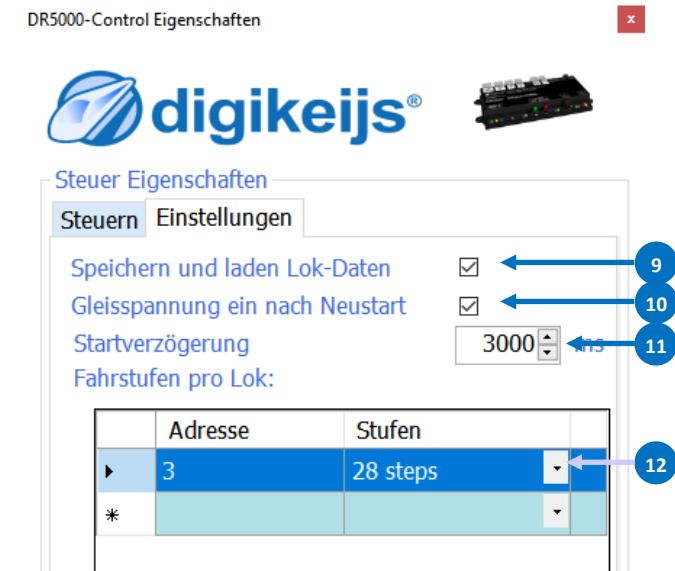 DR5000-Control Eigenschaften x
digikeijs®
Steuer Eigenschaften
Steuern Einstellungen
Speichern und laden Lok-Daten 9
Gleisspannung ein nach Neustart 10
Startverzögerung 3000 ms 11
Fahrstufen pro Lok:
Adresse Stufen
3 28 steps 12
*